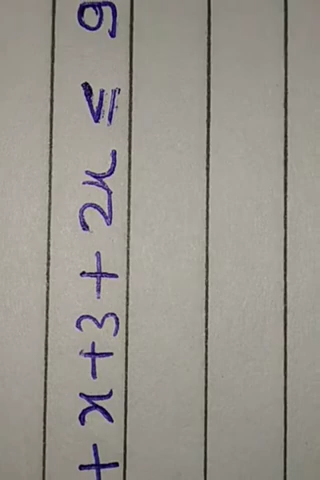 + x + 3 + 2x ≤ 9